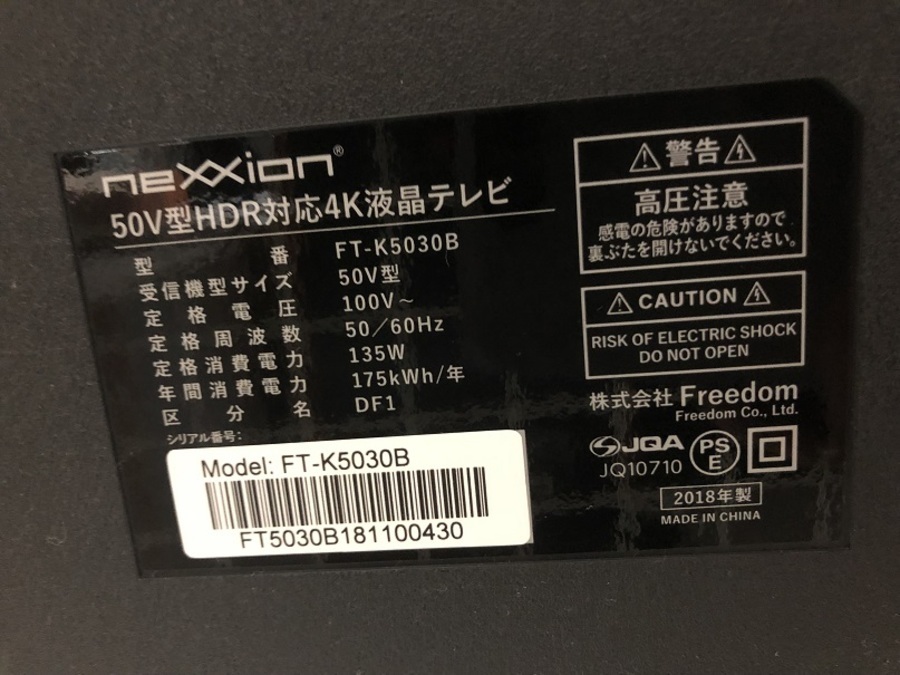 nexxion®
50V型HDR対応4K液晶テレビ
型番 FT-K5030B
受信機型サイズ 50V型
定格電圧 100V～
定格周波数 50／60Hz
定格消費電力 135W
年間消費電力 175kWh/年
区分名 DF1
シリアル番号:
Model: FT-K5030B
FT5030B181100430
警告
高圧注意
感電の危険がありますので
裏ぶたを開けないでください。
CAUTION
RISK OF ELECTRIC SHOCK
DO NOT OPEN
株式会社 Freedom
Freedom Co., Ltd.
JQA
JQ10710
PS
E
2018年製
MADE IN CHINA